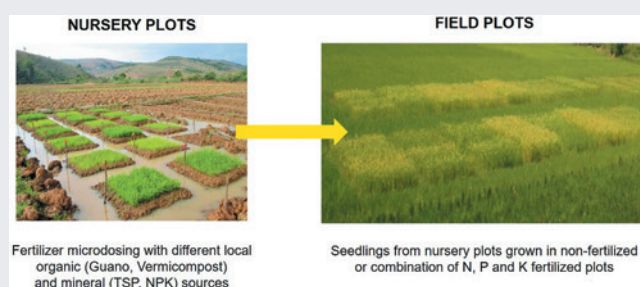 NURSERY PLOTS
FIELD PLOTS
Fertilizer microdosing with different local
organic (Guano, Vermicompost)
and mineral (TSP, NPK) sources
Seedlings from nursery plots grown in non-fertilized
or combination of N, P and K fertilized plots